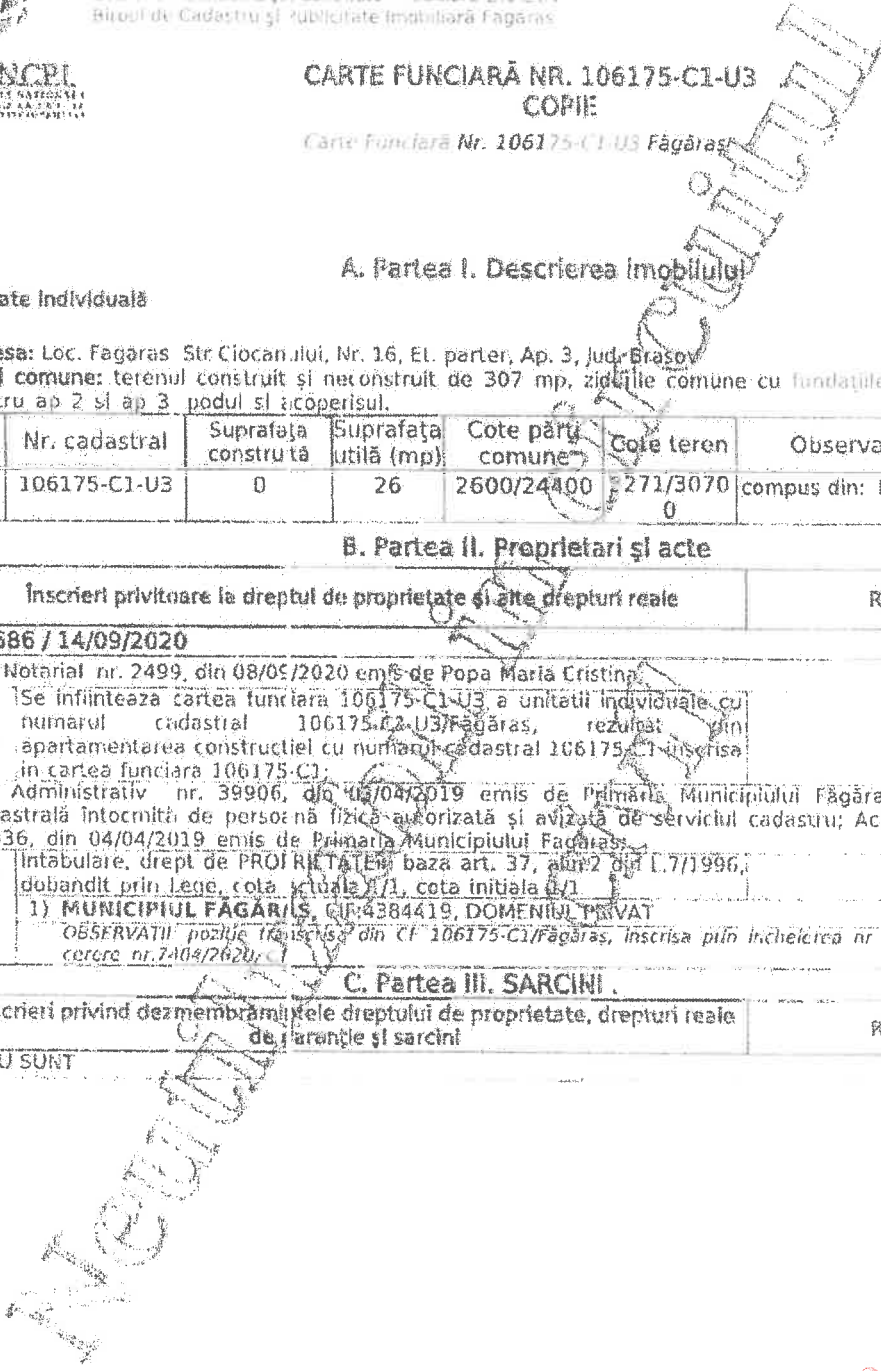 Biroul de Cadastru şi Publicitate Imobiliară Făgăraş
CARTE FUNCIARĂ NR. 106175-C1-U3
COPIE
Carte Funciară Nr. 106175-C1-U3 Făgăraş
A. Partea I. Descrierea imobilului
ate individuală
esa: Loc. Fagaras Str Ciocanului, Nr. 16, Et. parter, Ap. 3, Jud. Brasov
i comune: terenul construit şi neconstruit de 307 mp, zidurile comune cu fundaţiile
tru ap 2 si ap 3 podul si acoperisul.
Nr. cadastral
Suprafaţa construită
Suprafaţa utilă (mp)
Cote părţi comune
Cote teren
Observa
106175-C1-U3
0
26
2600/24400
271/3070
0
compus din:
B. Partea II. Proprietari şi acte
Înscrieri privitoare la dreptul de proprietate şi alte drepturi reale
R
686 / 14/09/2020
Notarial nr. 2499, din 08/09/2020 emis de Popa Maria Cristina;
Se infiinteaza cartea funciara 106175-C1-U3 a unitatii individuale cu
numarul cadastral 106175-C1-U3/Făgăras, rezultat din
apartamentarea constructiei cu numarul cadastral 106175-C1 inscrisa
in cartea funciara 106175-C1;
Administrativ nr. 39906, din 03/04/2019 emis de Primăria Municipiului Făgăra
astrală întocmită de persoană fizică autorizată şi avizată de serviciul cadastru; Ac
36, din 04/04/2019 emis de Primaria Municipiului Fagaras;
Intabulare, drept de PROPRIETATE baza art. 37, alin.2 din L.7/1996,
dobandit prin Lege, cota actuala 1/1, cota initiala 1/1
1) MUNICIPIUL FĂGĂRAŞ, CIF:4384419, DOMENIUL PRIVAT
OBSERVATII: poziţie transcrisa din CF 106175-C1/Făgăras, inscrisa prin incheierea nr
cerere nr.7404/2020;
C. Partea III. SARCINI .
crieri privind dezmembrămintele dreptului de proprietate, drepturi reale
de garanţie şi sarcini
R
U SUNT